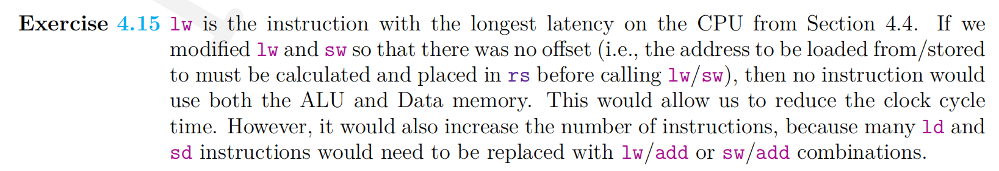 Exercise 4.15 lw is the instruction with the longest latency on the CPU from Section 4.4. If we
modified lw and sw so that there was no offset (i.e., the address to be loaded from/stored
to must be calculated and placed in rs before calling lw/sw), then no instruction would
use both the ALU and Data memory. This would allow us to reduce the clock cycle
time. However, it would also increase the number of instructions, because many ld and
sd instructions would need to be replaced with lw/add or sw/add combinations.